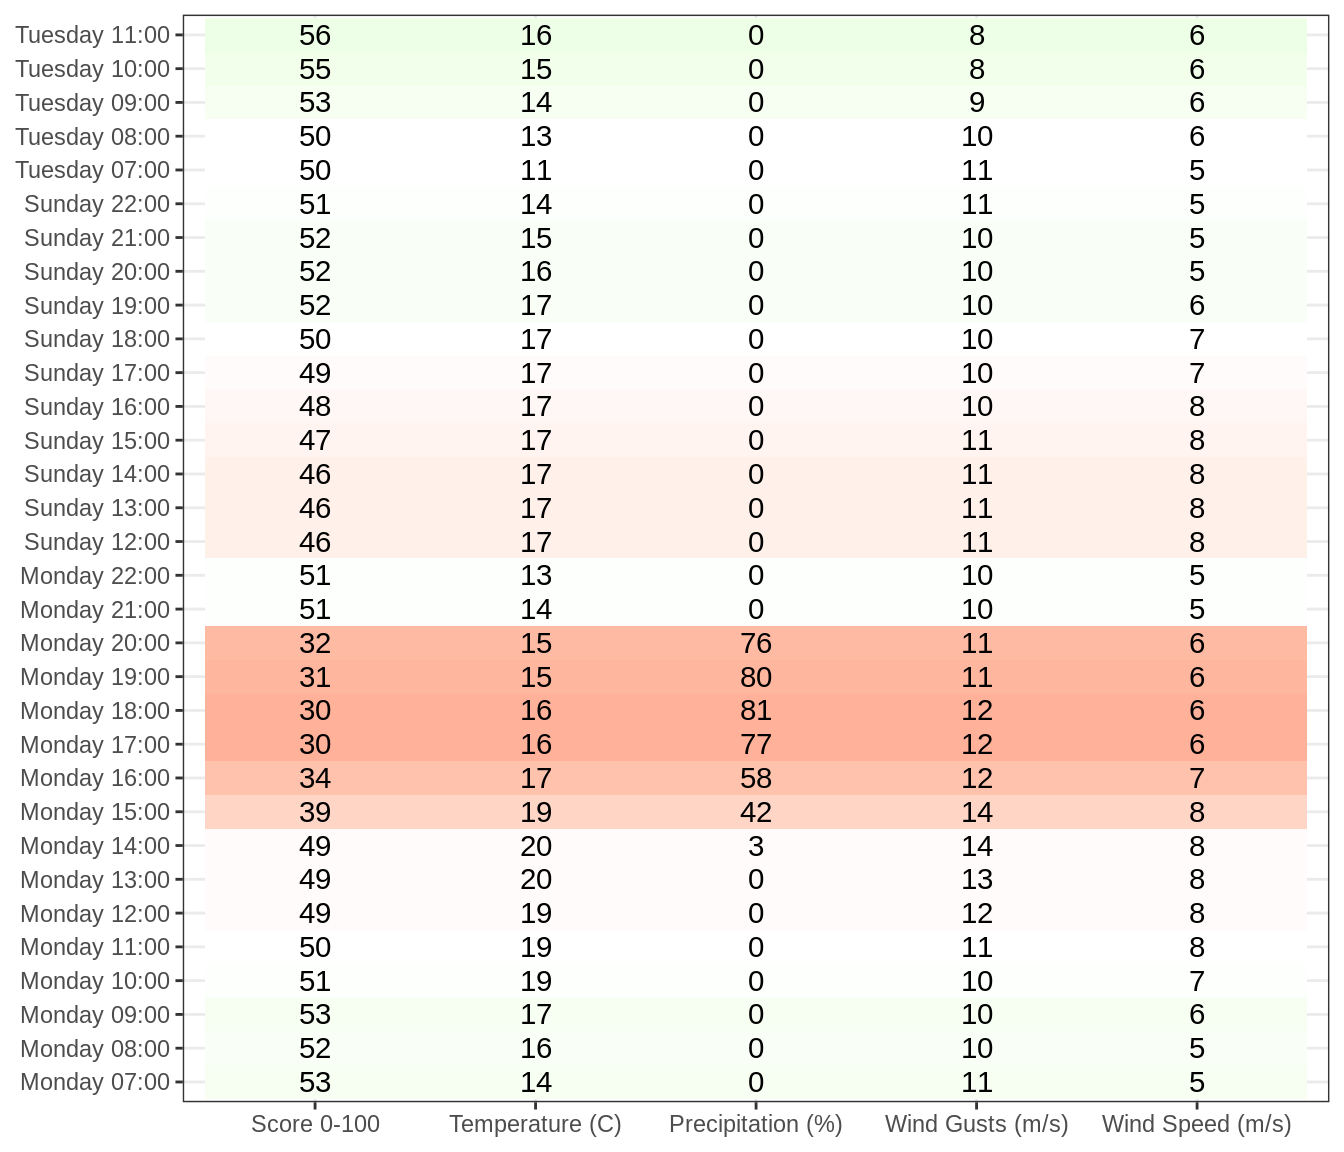 Tuesday 11:00 56 16 0 8 6
Tuesday 10:00 55 15 0 8 6
Tuesday 09:00 53 14 0 9 6
Tuesday 08:00 50 13 0 10 6
Tuesday 07:00 50 11 0 11 5
Sunday 22:00 51 14 0 11 5
Sunday 21:00 52 15 0 10 5
Sunday 20:00 52 16 0 10 5
Sunday 19:00 52 17 0 10 6
Sunday 18:00 50 17 0 10 7
Sunday 17:00 49 17 0 10 7
Sunday 16:00 48 17 0 10 8
Sunday 15:00 47 17 0 11 8
Sunday 14:00 46 17 0 11 8
Sunday 13:00 46 17 0 11 8
Sunday 12:00 46 17 0 11 8
Monday 22:00 51 13 0 10 5
Monday 21:00 51 14 0 10 5
Monday 20:00 32 15 76 11 6
Monday 19:00 31 15 80 11 6
Monday 18:00 30 16 81 12 6
Monday 17:00 30 16 77 12 6
Monday 16:00 34 17 58 12 7
Monday 15:00 39 19 42 14 8
Monday 14:00 49 20 3 14 8
Monday 13:00 49 20 0 13 8
Monday 12:00 49 19 0 12 8
Monday 11:00 50 19 0 11 8
Monday 10:00 51 19 0 10 7
Monday 09:00 53 17 0 10 6
Monday 08:00 52 16 0 10 5
Monday 07:00 53 14 0 11 5
Score 0-100 Temperature (C) Precipitation (%) Wind Gusts (m/s) Wind Speed (m/s)